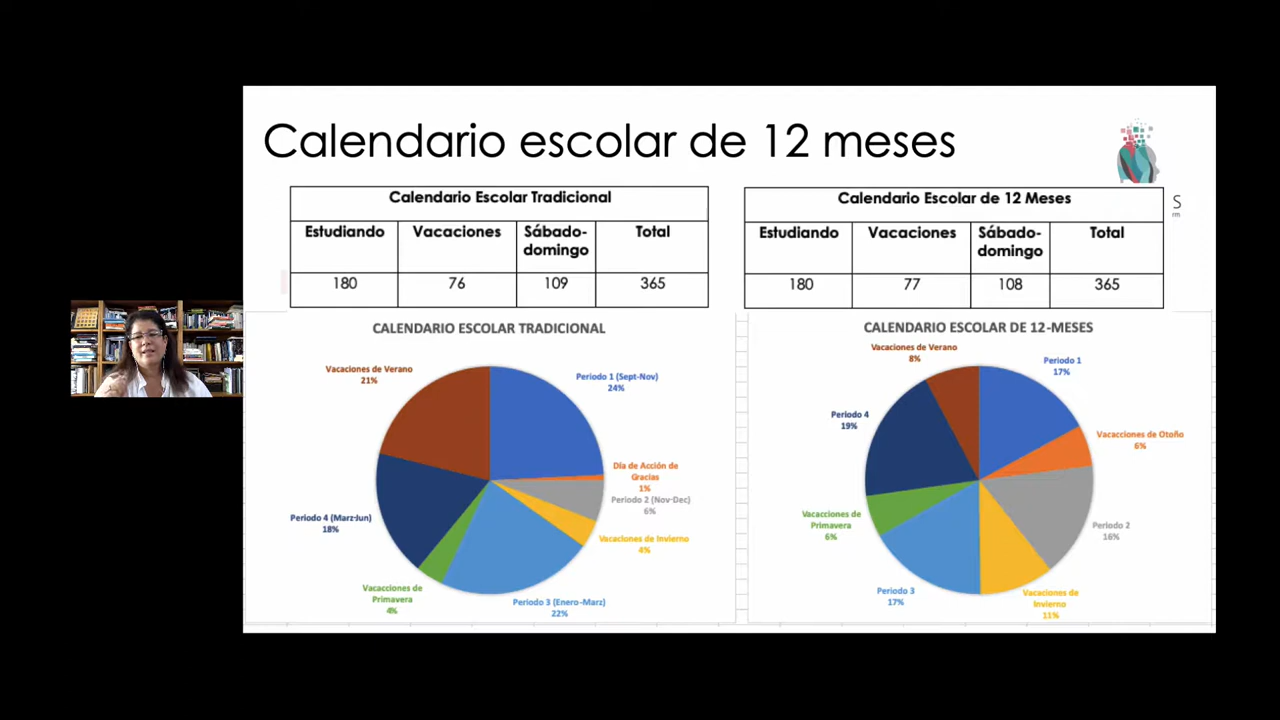 Calendario escolar de 12 meses
S
rm
Calendario Escolar Tradicional
Estudiando Vacaciones Sábado-domingo Total
180 76 109 365
Calendario Escolar de 12 Meses
Estudiando Vacaciones Sábado-domingo Total
180 77 108 365
CALENDARIO ESCOLAR TRADICIONAL
Vacaciones de Verano
21%
Periodo 1 (Sept-Nov)
24%
Día de Acción de
Gracias
1%
Periodo 2 (Nov-Dec)
6%
Vacaciones de Invierno
4%
Periodo 4 (Marz-Jun)
18%
Vacacciones de
Primavera
4%
Periodo 3 (Enero-Marz)
22%
CALENDARIO ESCOLAR DE 12-MESES
Vacaciones de Verano
8%
Periodo 1
17%
Periodo 4
19%
Vacacciones de Otoño
6%
Vacacciones de
Primavera
6%
Periodo 2
16%
Periodo 3
17%
Vacaciones de
Invierno
11%